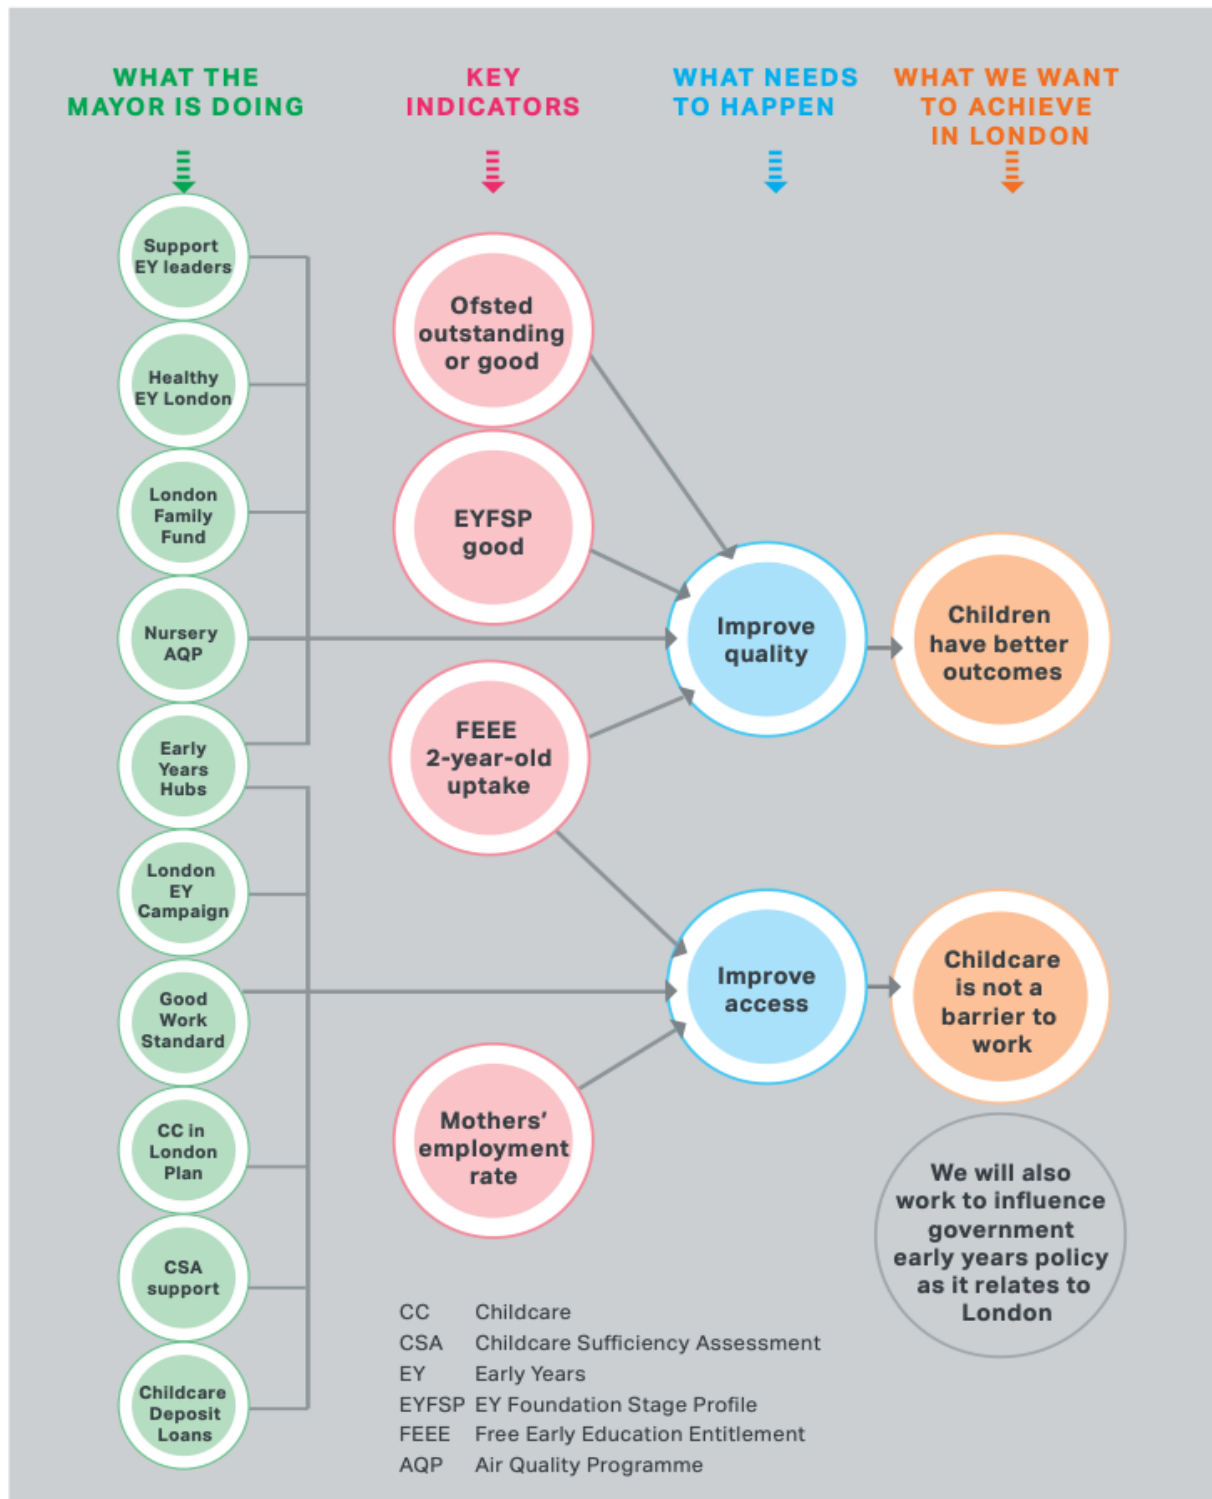 WHAT THE
MAYOR IS DOING
KEY
INDICATORS
WHAT NEEDS
TO HAPPEN
WHAT WE WANT
TO ACHIEVE
IN LONDON
Support
EY leaders
Healthy
EY London
London
Family
Fund
Nursery
AQP
Early
Years
Hubs
London
EY
Campaign
Good
Work
Standard
CC in
London
Plan
CSA
support
Childcare
Deposit
Loans
Ofsted
outstanding
or good
EYFSP
good
FEEE
2-year-old
uptake
Mothers’
employment
rate
Improve
quality
Improve
access
Children
have better
outcomes
Childcare
is not a
barrier to
work
We will also
work to influence
government
early years policy
as it relates to
London
CC Childcare
CSA Childcare Sufficiency Assessment
EY Early Years
EYFSP EY Foundation Stage Profile
FEEE Free Early Education Entitlement
AQP Air Quality Programme